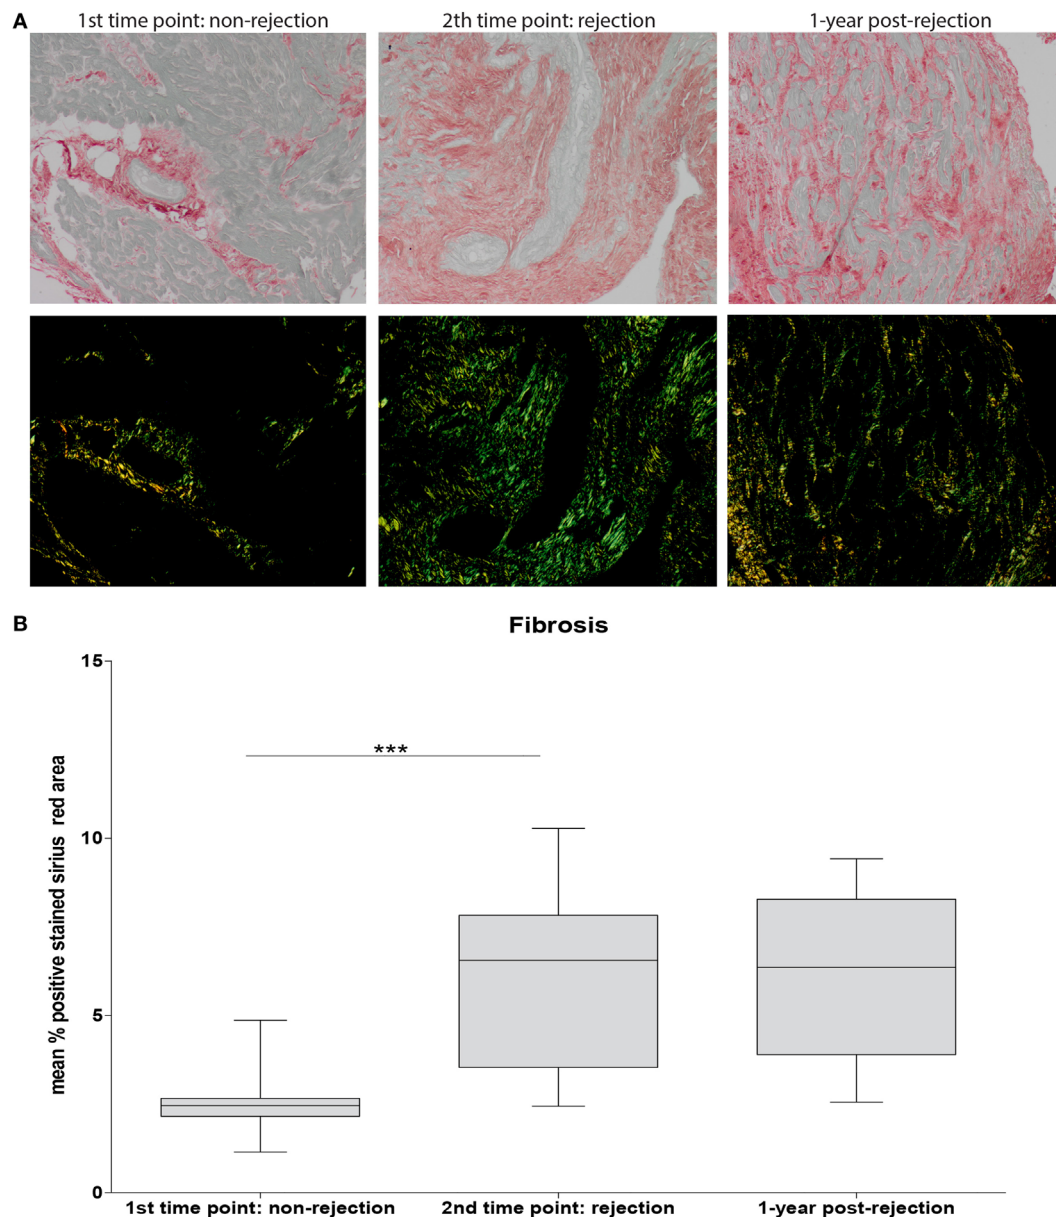 A
1st time point: non-rejection 2th time point: rejection 1-year post-rejection
B
Fibrosis
mean % positive stained sirius red area
15
***
10
5
0
1st time point: non-rejection 2nd time point: rejection 1-year post-rejection